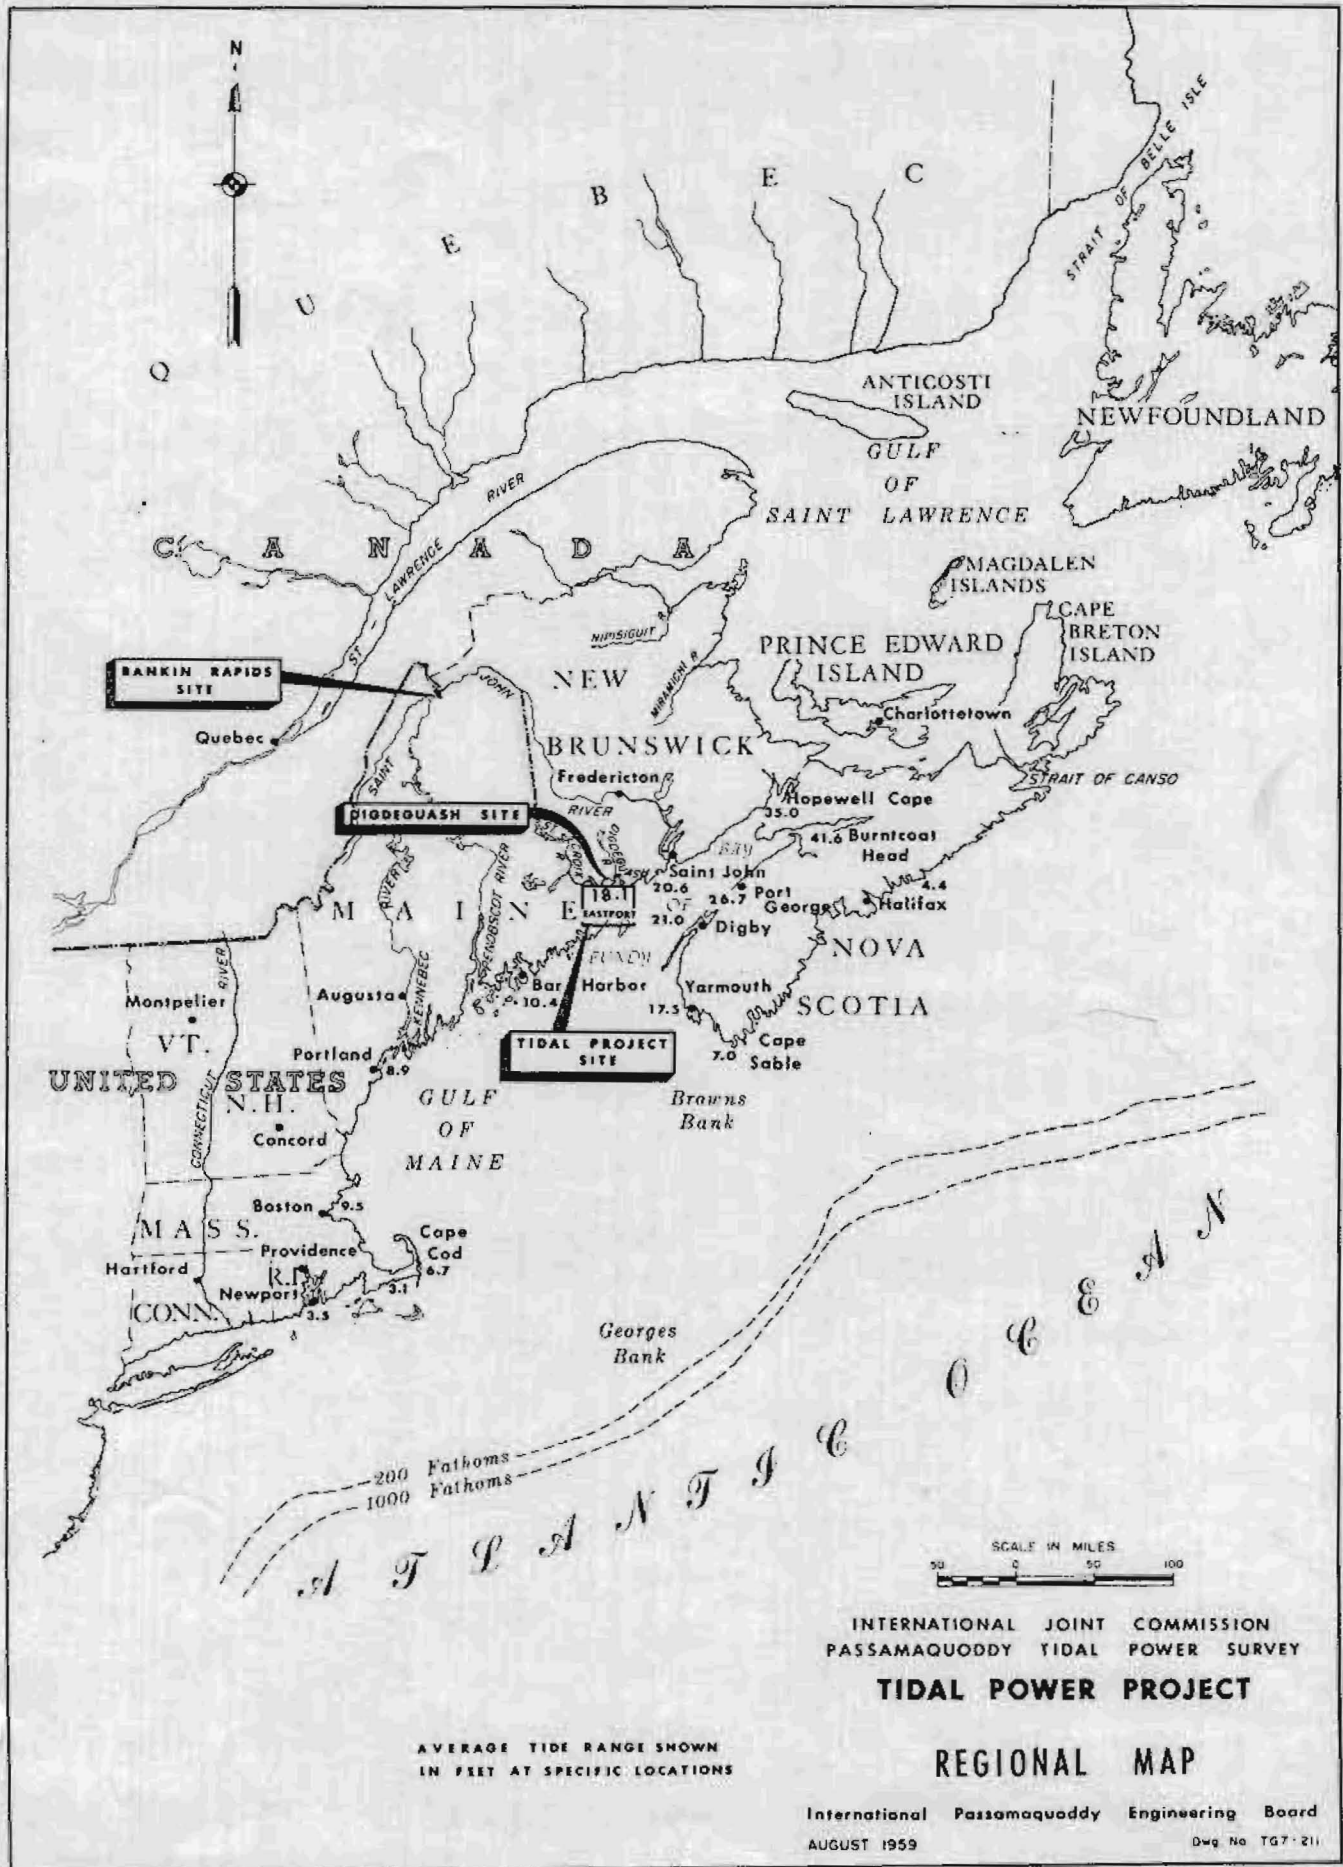 N
Q U E B E C
STRAIT OF BELLE ISLE
ANTICOSTI
ISLAND
NEWFOUNDLAND
GULF
OF
SAINT LAWRENCE
ST LAWRENCE RIVER
CANADA
MAGDALEN
ISLANDS
CAPE
BRETON
ISLAND
NIPISIGUIT R
MIRAMICHI R
PRINCE EDWARD
ISLAND
Charlottetown
RANKIN RAPIDS
SITE
Quebec
SAINT JOHN RIVER
NEW
BRUNSWICK
Fredericton
STRAIT OF CANSO
DIGDEGUASH SITE
Hopewell Cape
35.0
41.6 Burntcoat
Head
ST CROIX R
DIGDEGUASH R
BAY OF FUNDY
Saint John
20.6
26.7 Port
George
4.4
Halifax
21.0
Digby
18.1
EASTPORT
MAINE
RIVER KENNEBEC
PENOBSCOT RIVER
NOVA
SCOTIA
Bar Harbor
10.4
Yarmouth
17.5
Cape
Sable
7.0
Augusta
TIDAL PROJECT
SITE
Montpelier
VT.
CONNECTICUT RIVER
Portland
8.9
UNITED STATES
N.H.
Concord
GULF
OF
MAINE
Browns
Bank
Boston 9.5
MASS.
Cape
Cod
6.7
Providence
Hartford
R.I.
3.1
Newport
3.5
CONN.
Georges
Bank
200 Fathoms
1000 Fathoms
ATLANTIC OCEAN
SCALE IN MILES
50 0 50 100
INTERNATIONAL JOINT COMMISSION
PASSAMAQUODDY TIDAL POWER SURVEY
TIDAL POWER PROJECT
AVERAGE TIDE RANGE SHOWN
IN FEET AT SPECIFIC LOCATIONS
REGIONAL MAP
International Passamaquoddy Engineering Board
AUGUST 1959
Dwg No TG7-211